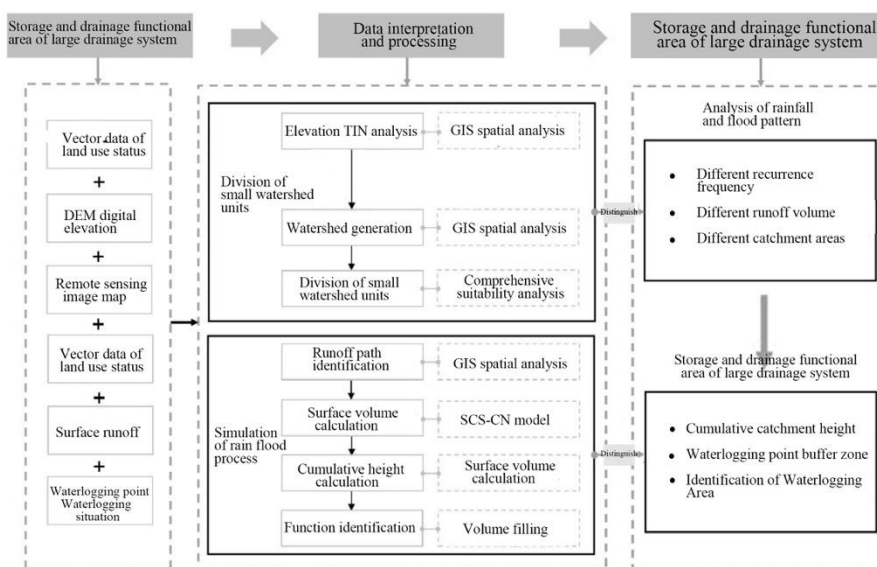 Storage and drainage functional
area of large drainage system
Data interpretation
and processing
Storage and drainage functional
area of large drainage system
Vector data of
land use status
+
DEM digital
elevation
+
Remote sensing
image map
+
Vector data of
land use status
+
Surface runoff
+
Waterlogging point
Waterlogging
situation
Division of
small watershed
units
Elevation TIN analysis
GIS spatial analysis
Watershed generation
GIS spatial analysis
Division of small
watershed units
Comprehensive
suitability analysis
Simulation
of rain flood
process
Runoff path
identification
GIS spatial analysis
Surface volume
calculation
SCS-CN model
Cumulative height
calculation
Surface volume
calculation
Function identification
Volume filling
Distinguish
Distinguish
Analysis of rainfall
and flood pattern
• Different recurrence
frequency
• Different runoff volume
• Different catchment areas
Storage and drainage functional
area of large drainage system
• Cumulative catchment height
• Waterlogging point buffer zone
• Identification of Waterlogging
Area